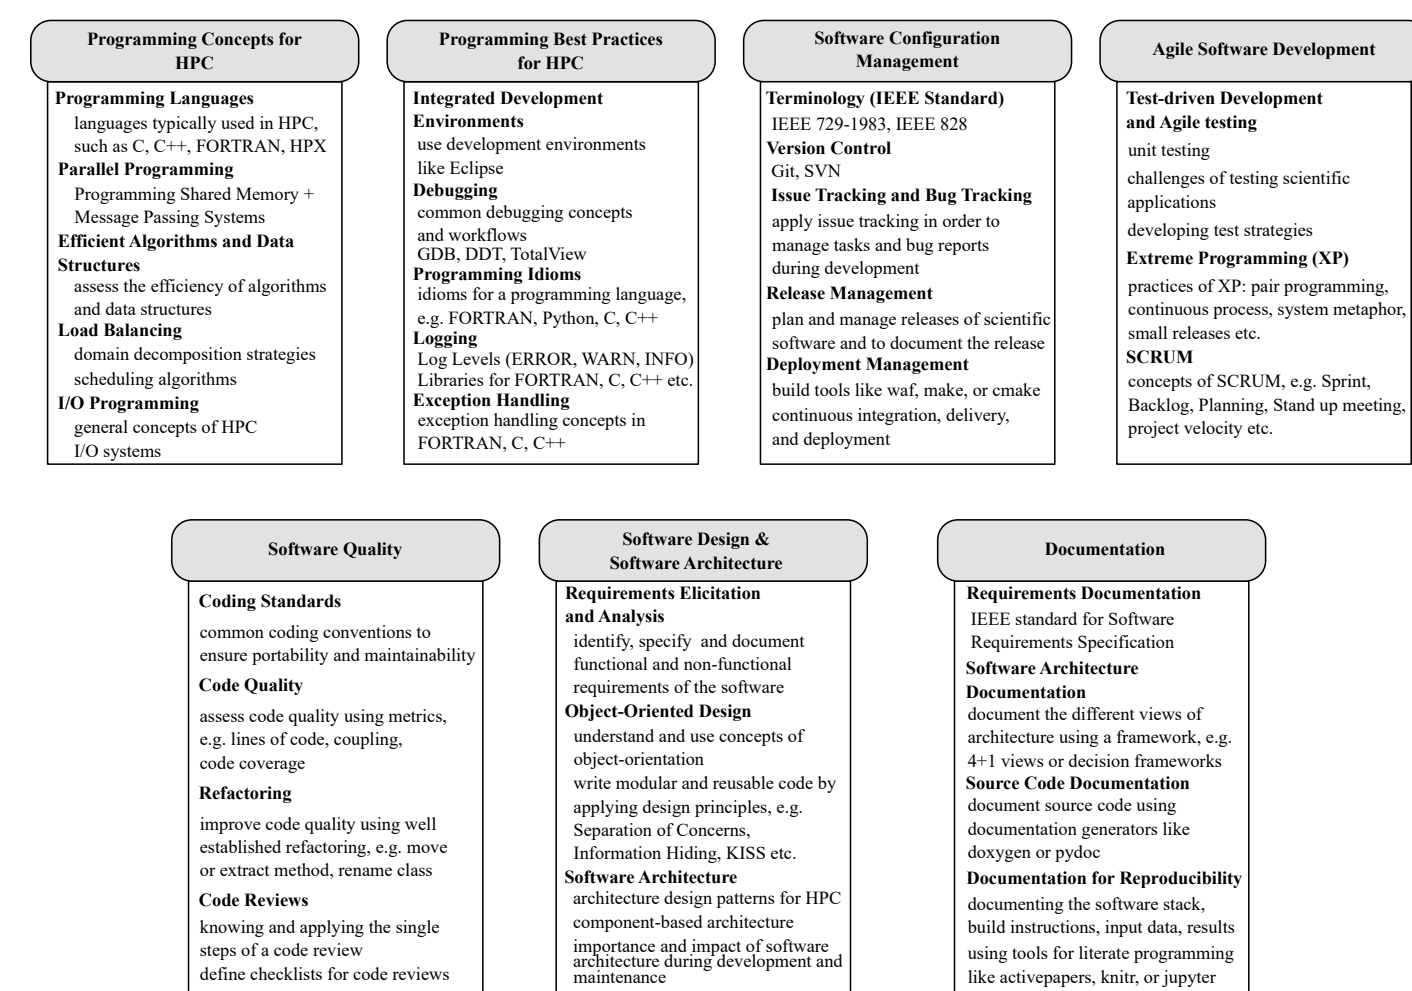 Programming Concepts for
HPC
Programming Languages
languages typically used in HPC,
such as C, C++, FORTRAN, HPX
Parallel Programming
Programming Shared Memory +
Message Passing Systems
Efficient Algorithms and Data
Structures
assess the efficiency of algorithms
and data structures
Load Balancing
domain decomposition strategies
scheduling algorithms
I/O Programming
general concepts of HPC
I/O systems
Programming Best Practices
for HPC
Integrated Development
Environments
use development environments
like Eclipse
Debugging
common debugging concepts
and workflows
GDB, DDT, TotalView
Programming Idioms
idioms for a programming language,
e.g. FORTRAN, Python, C, C++
Logging
Log Levels (ERROR, WARN, INFO)
Libraries for FORTRAN, C, C++ etc.
Exception Handling
exception handling concepts in
FORTRAN, C, C++
Software Configuration
Management
Terminology (IEEE Standard)
IEEE 729-1983, IEEE 828
Version Control
Git, SVN
Issue Tracking and Bug Tracking
apply issue tracking in order to
manage tasks and bug reports
during development
Release Management
plan and manage releases of scientific
software and to document the release
Deployment Management
build tools like waf, make, or cmake
continuous integration, delivery,
and deployment
Agile Software Development
Test-driven Development
and Agile testing
unit testing
challenges of testing scientific
applications
developing test strategies
Extreme Programming (XP)
practices of XP: pair programming,
continuous process, system metaphor,
small releases etc.
SCRUM
concepts of SCRUM, e.g. Sprint,
Backlog, Planning, Stand up meeting,
project velocity etc.
Software Quality
Coding Standards
common coding conventions to
ensure portability and maintainability
Code Quality
assess code quality using metrics,
e.g. lines of code, coupling,
code coverage
Refactoring
improve code quality using well
established refactoring, e.g. move
or extract method, rename class
Code Reviews
knowing and applying the single
steps of a code review
define checklists for code reviews
Software Design &
Software Architecture
Requirements Elicitation
and Analysis
identify, specify and document
functional and non-functional
requirements of the software
Object-Oriented Design
understand and use concepts of
object-orientation
write modular and reusable code by
applying design principles, e.g.
Separation of Concerns,
Information Hiding, KISS etc.
Software Architecture
architecture design patterns for HPC
component-based architecture
importance and impact of software
architecture during development and
maintenance
Documentation
Requirements Documentation
IEEE standard for Software
Requirements Specification
Software Architecture
Documentation
document the different views of
architecture using a framework, e.g.
4+1 views or decision frameworks
Source Code Documentation
document source code using
documentation generators like
doxygen or pydoc
Documentation for Reproducibility
documenting the software stack,
build instructions, input data, results
using tools for literate programming
like activepapers, knitr, or jupyter